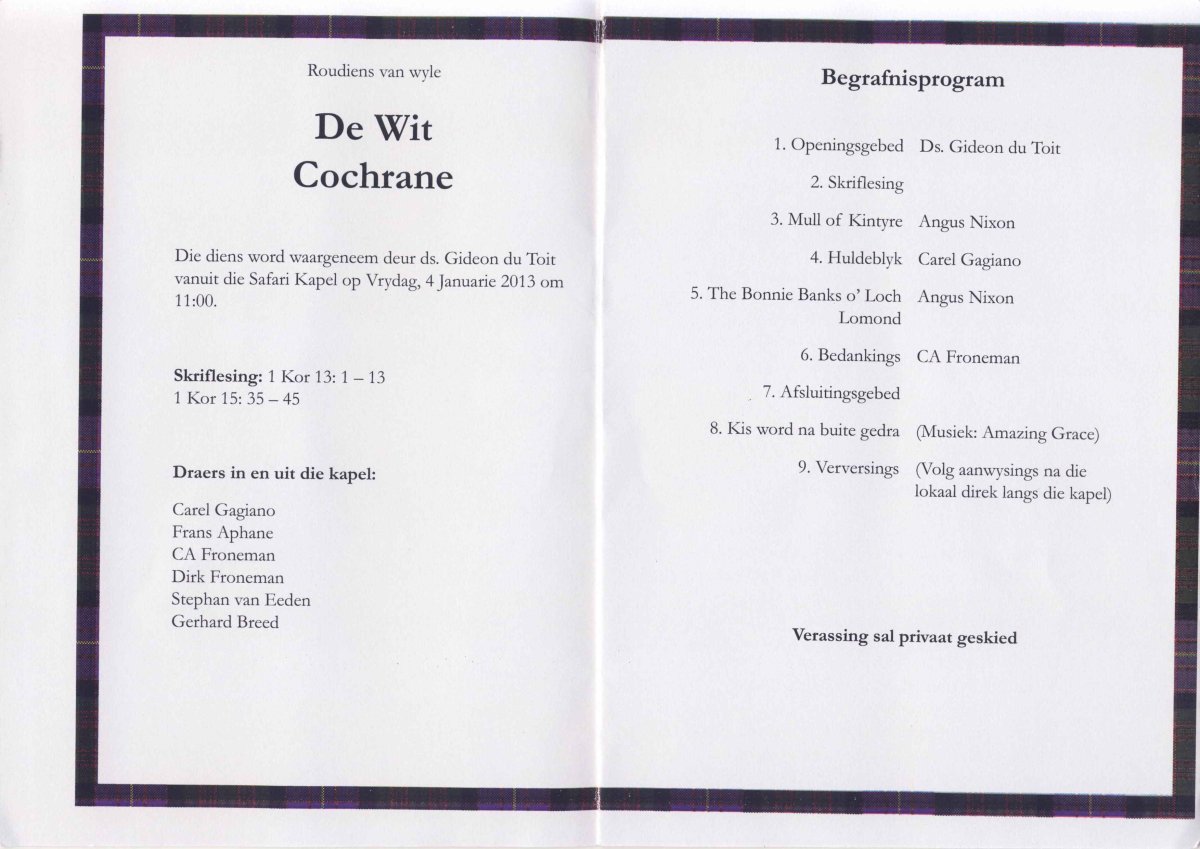 Roudiens van wyle
De Wit
Cochrane
Die diens word waargeneem deur ds. Gideon du Toit
vanuit die Safari Kapel op Vrydag, 4 Januarie 2013 om
11:00.
Skriflesing: 1 Kor 13: 1 – 13
1 Kor 15: 35 – 45
Draers in en uit die kapel:
Carel Gagiano
Frans Aphane
CA Froneman
Dirk Froneman
Stephan van Eeden
Gerhard Breed
Begrafnisprogram
1. Openingsgebed Ds. Gideon du Toit
2. Skriflesing
3. Mull of Kintyre Angus Nixon
4. Huldeblyk Carel Gagiano
5. The Bonnie Banks o' Loch Angus Nixon
Lomond
6. Bedankings CA Froneman
7. Afsluitingsgebed
8. Kis word na buite gedra (Musiek: Amazing Grace)
9. Verversings (Volg aanwysings na die
lokaal direk langs die kapel)
Verassing sal privaat geskied